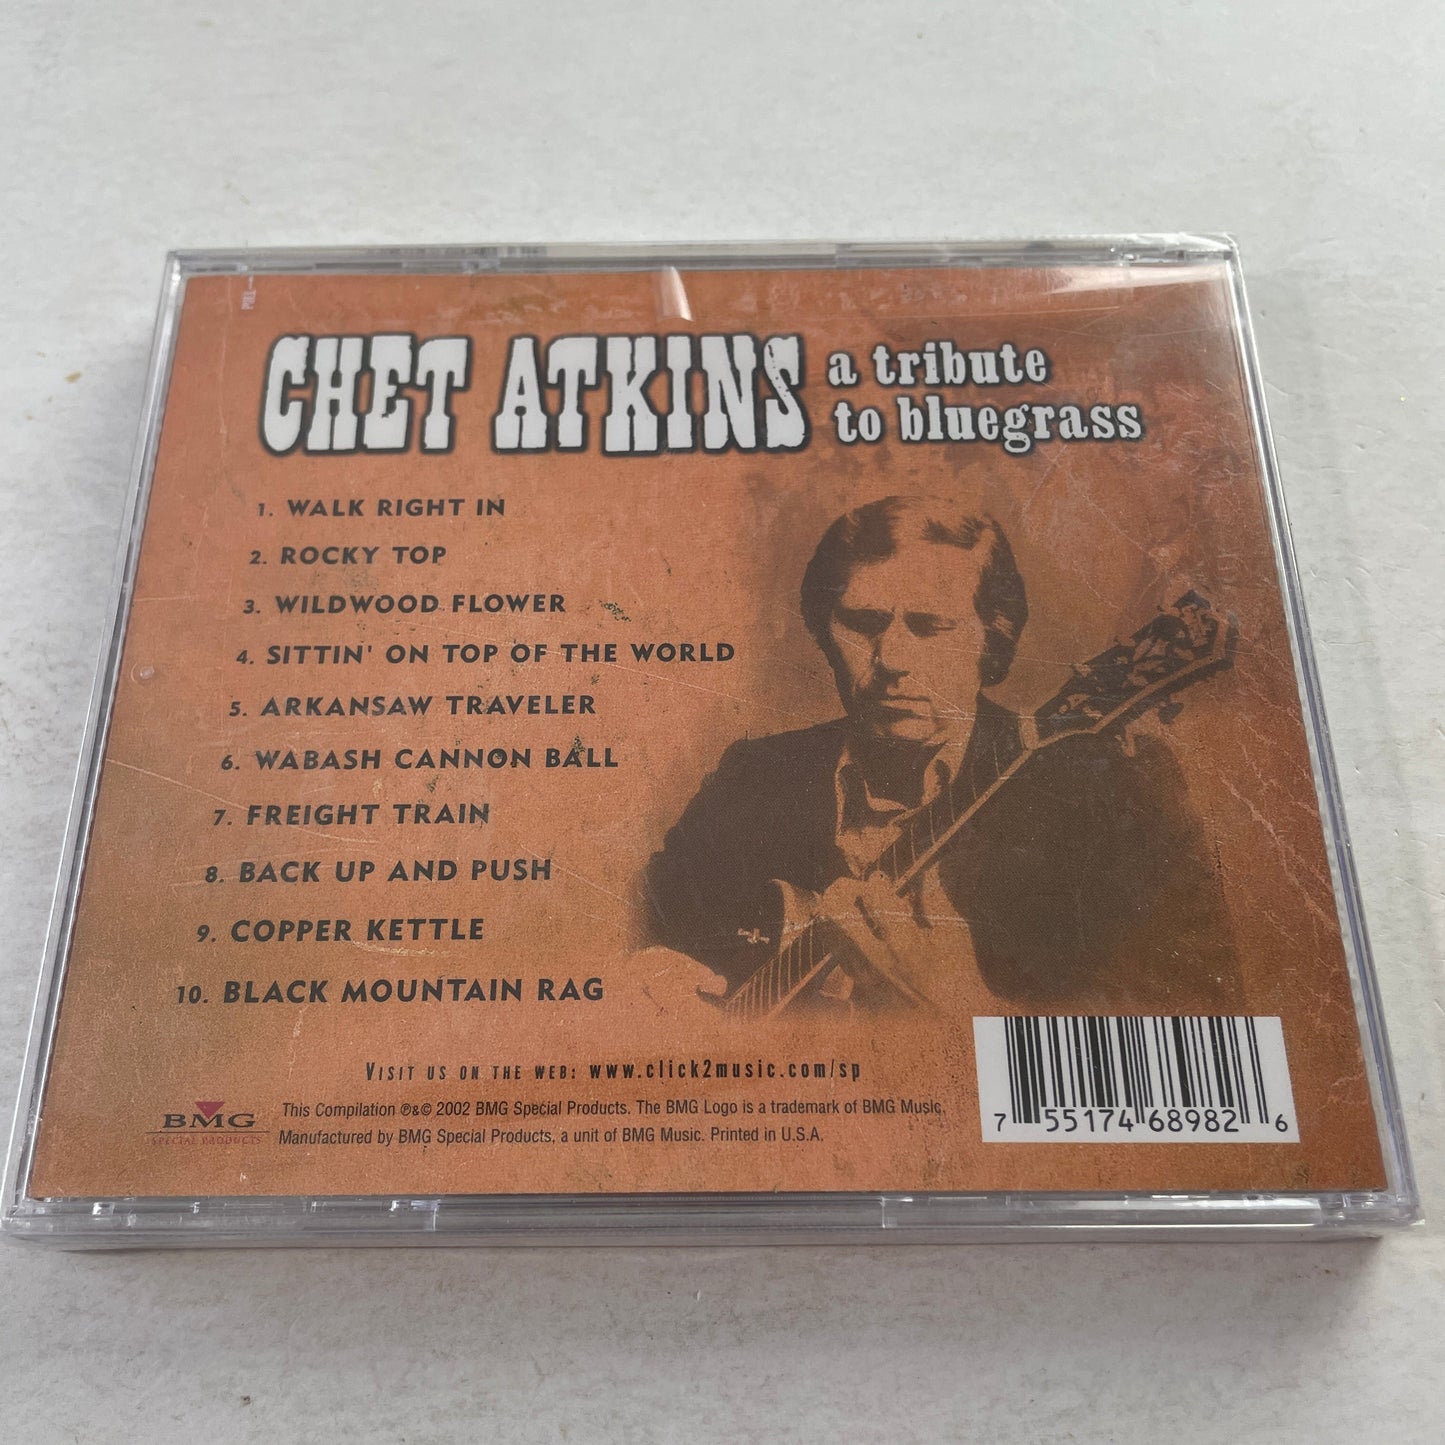 CHET ATKINS
a tribute
to bluegrass
1. WALK RIGHT IN
2. ROCKY TOP
3. WILDWOOD FLOWER
4. SITTIN' ON TOP OF THE WORLD
5. ARKANSAW TRAVELER
6. WABASH CANNON BALL
7. FREIGHT TRAIN
8. BACK UP AND PUSH
9. COPPER KETTLE
10. BLACK MOUNTAIN RAG
VISIT US ON THE WEB: www.click2music.com/sp
BMG
SPECIAL PRODUCTS
This Compilation ℗&© 2002 BMG Special Products. The BMG Logo is a trademark of BMG Music.
Manufactured by BMG Special Products, a unit of BMG Music. Printed in U.S.A.
7 55174 68982 6